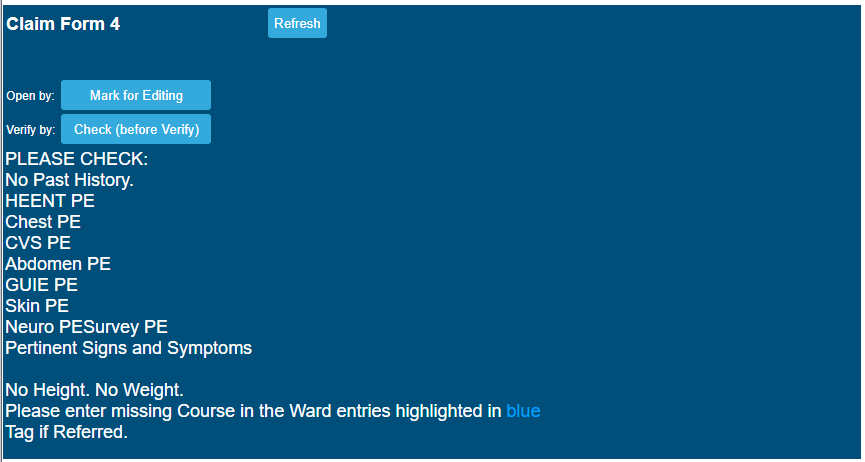 Claim Form 4 Refresh
Open by: Mark for Editing
Verify by: Check (before Verify)
PLEASE CHECK:
No Past History.
HEENT PE
Chest PE
CVS PE
Abdomen PE
GUIE PE
Skin PE
Neuro PESurvey PE
Pertinent Signs and Symptoms
No Height. No Weight.
Please enter missing Course in the Ward entries highlighted in blue
Tag if Referred.